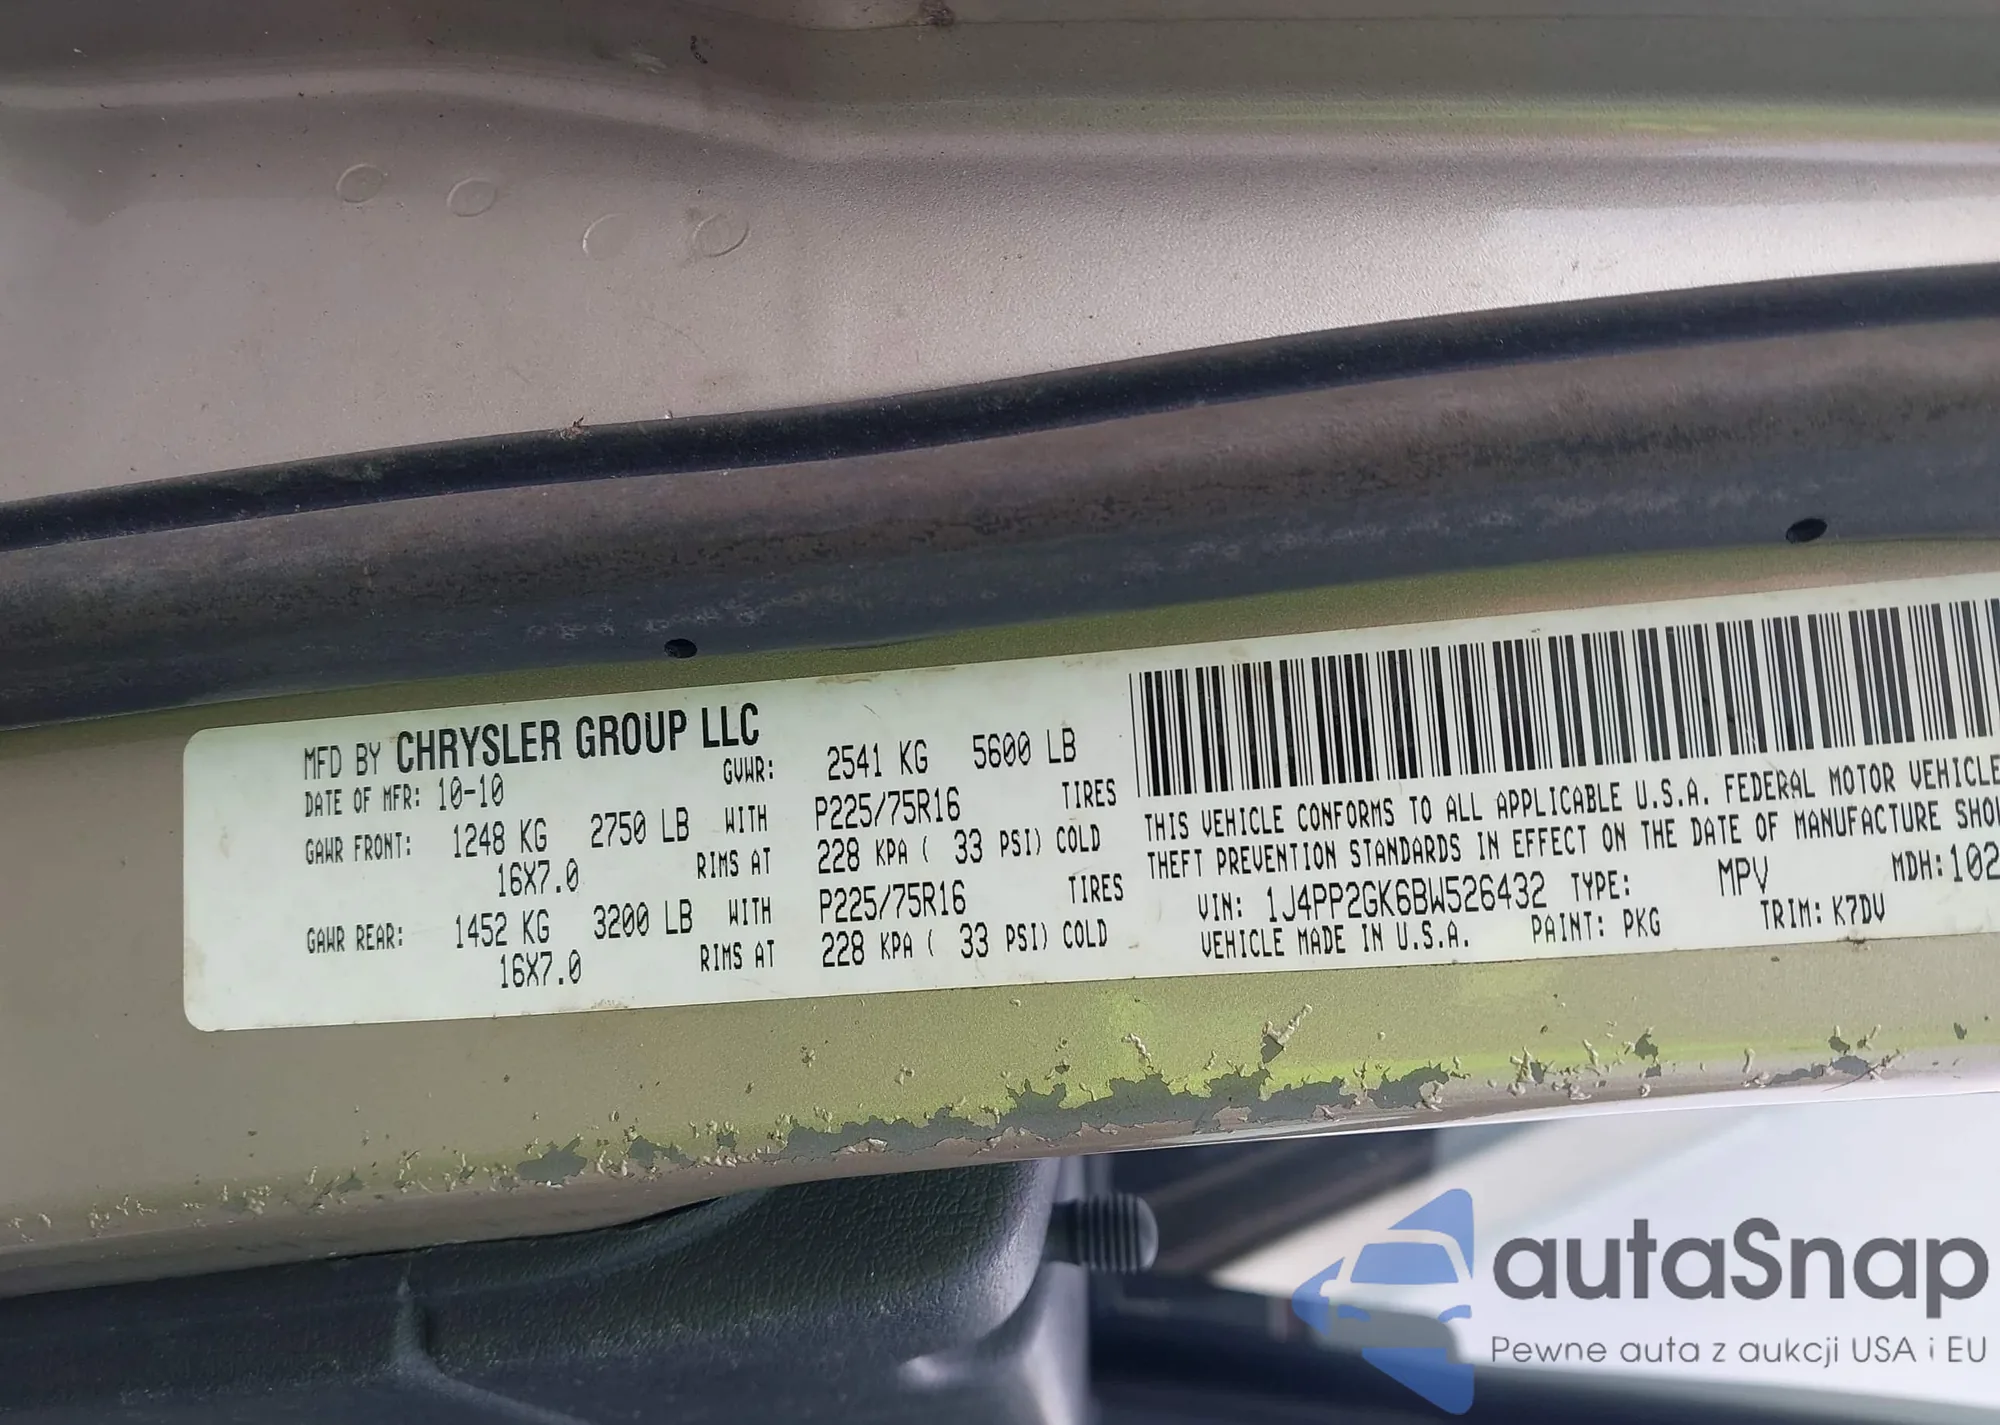 MFD BY CHRYSLER GROUP LLC
DATE OF MFR: 10-10 GVWR: 2541 KG 5600 LB
GAWR FRONT: 1248 KG 2750 LB WITH P225/75R16 TIRES
16X7.0 RIMS AT 228 KPA ( 33 PSI) COLD
GAWR REAR: 1452 KG 3200 LB WITH P225/75R16 TIRES
16X7.0 RIMS AT 228 KPA ( 33 PSI) COLD
THIS VEHICLE CONFORMS TO ALL APPLICABLE U.S.A. FEDERAL MOTOR VEHICLE
THEFT PREVENTION STANDARDS IN EFFECT ON THE DATE OF MANUFACTURE SHO
VIN: 1J4PP2GK6BW526432 TYPE: MPV MDH: 102
VEHICLE MADE IN U.S.A. PAINT: PKG TRIM: K7DV
autaSnap
Pewne auta z aukcji USA i EU